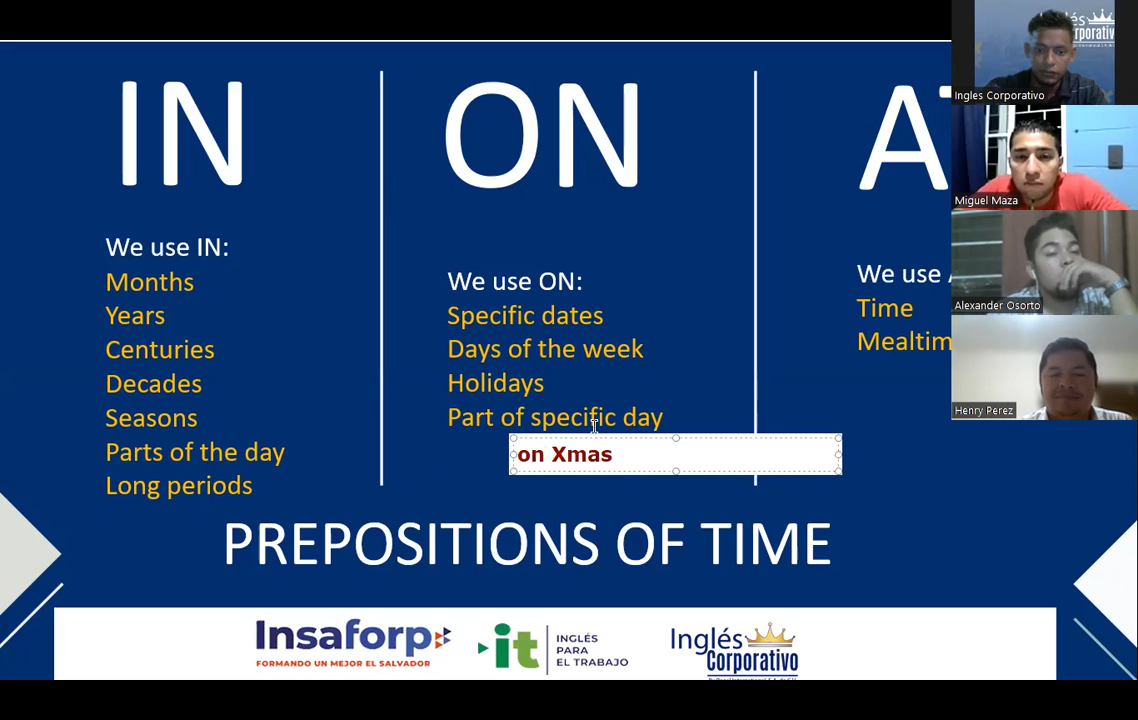 IN
We use IN:
Months
Years
Centuries
Decades
Seasons
Parts of the day
Long periods
ON
We use ON:
Specific dates
Days of the week
Holidays
Part of specific day
on Xmas
We use
Time
PREPOSITIONS OF TIME
Insaforp
FORMANDO UN MEJOR EL SALVADOR
it
INGLÉS
PARA
EL TRABAJO
Inglés
Corporativo
Ingles Corporativo
Miguel Maza
Alexander Osorto
Henry Perez